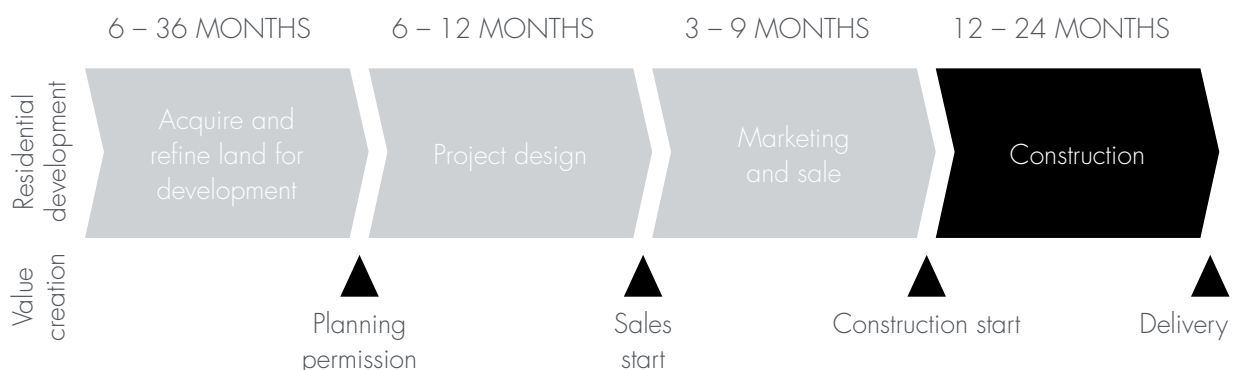 6 – 36 MONTHS
6 – 12 MONTHS
3 – 9 MONTHS
12 – 24 MONTHS
Residential
development
Acquire and
refine land for
development
Project design
Marketing
and sale
Construction
Value
creation
Planning
permission
Sales
start
Construction start
Delivery